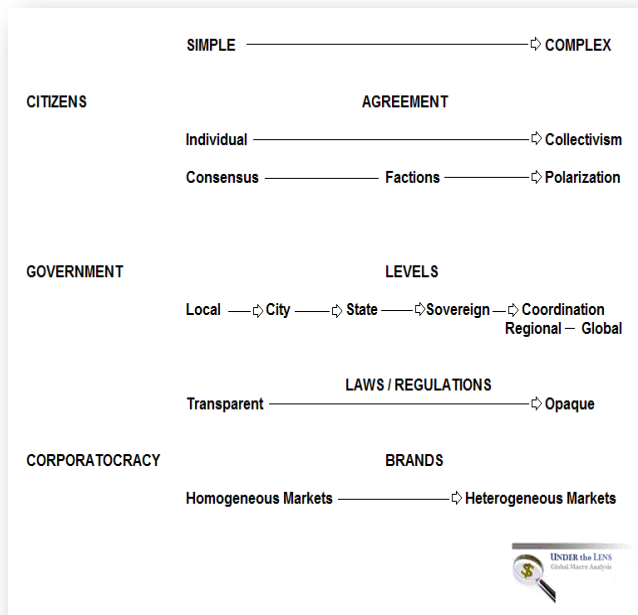 SIMPLE COMPLEX
CITIZENS AGREEMENT
Individual Collectivism
Consensus Factions Polarization
GOVERNMENT LEVELS
Local City State Sovereign Coordination
Regional – Global
LAWS / REGULATIONS
Transparent Opaque
CORPORATOCRACY BRANDS
Homogeneous Markets Heterogeneous Markets
UNDER the LENS
Global Macro Analysis
$